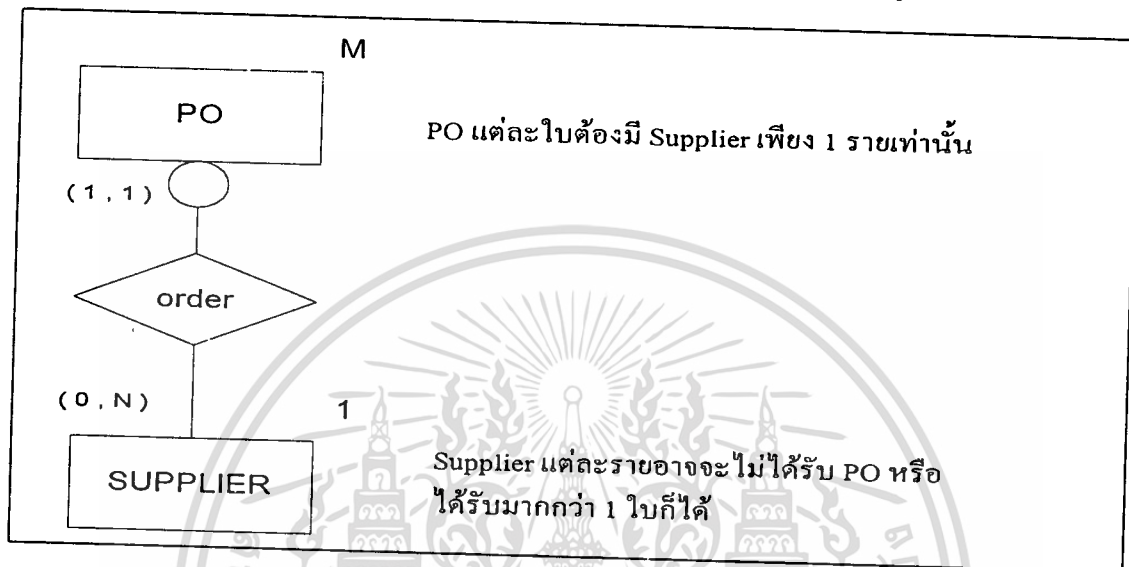 M
PO
PO แต่ละใบต้องมี Supplier เพียง 1 รายเท่านั้น
(1,1)
order
(0,N)
1
SUPPLIER
Supplier แต่ละรายอาจจะไม่ได้รับ PO หรือ
ได้รับมากกว่า 1 ใบก็ได้